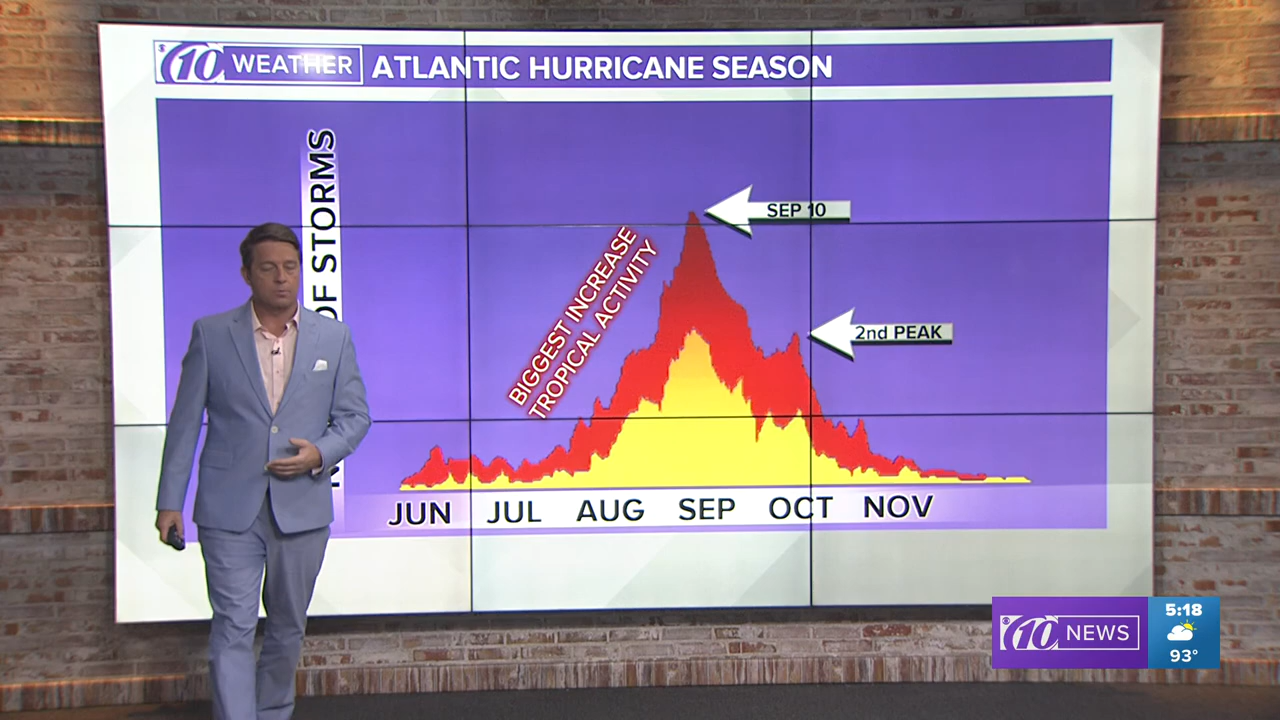 10 WEATHER
ATLANTIC HURRICANE SEASON
OF STORMS
SEP 10
BIGGEST INCREASE
TROPICAL ACTIVITY
2nd PEAK
JUN JUL AUG SEP OCT NOV
10 NEWS
5:18
93°